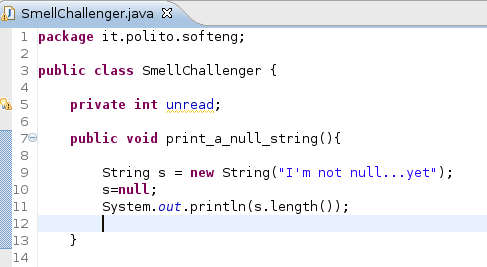 SmellChallenger.java
1 package it.polito.softeng;
2
3 public class SmellChallenger {
4
5 private int unread;
6
7 public void print_a_null_string(){
8
9 String s = new String("I'm not null...yet");
10 s=null;
11 System.out.println(s.length());
12
13 }
14